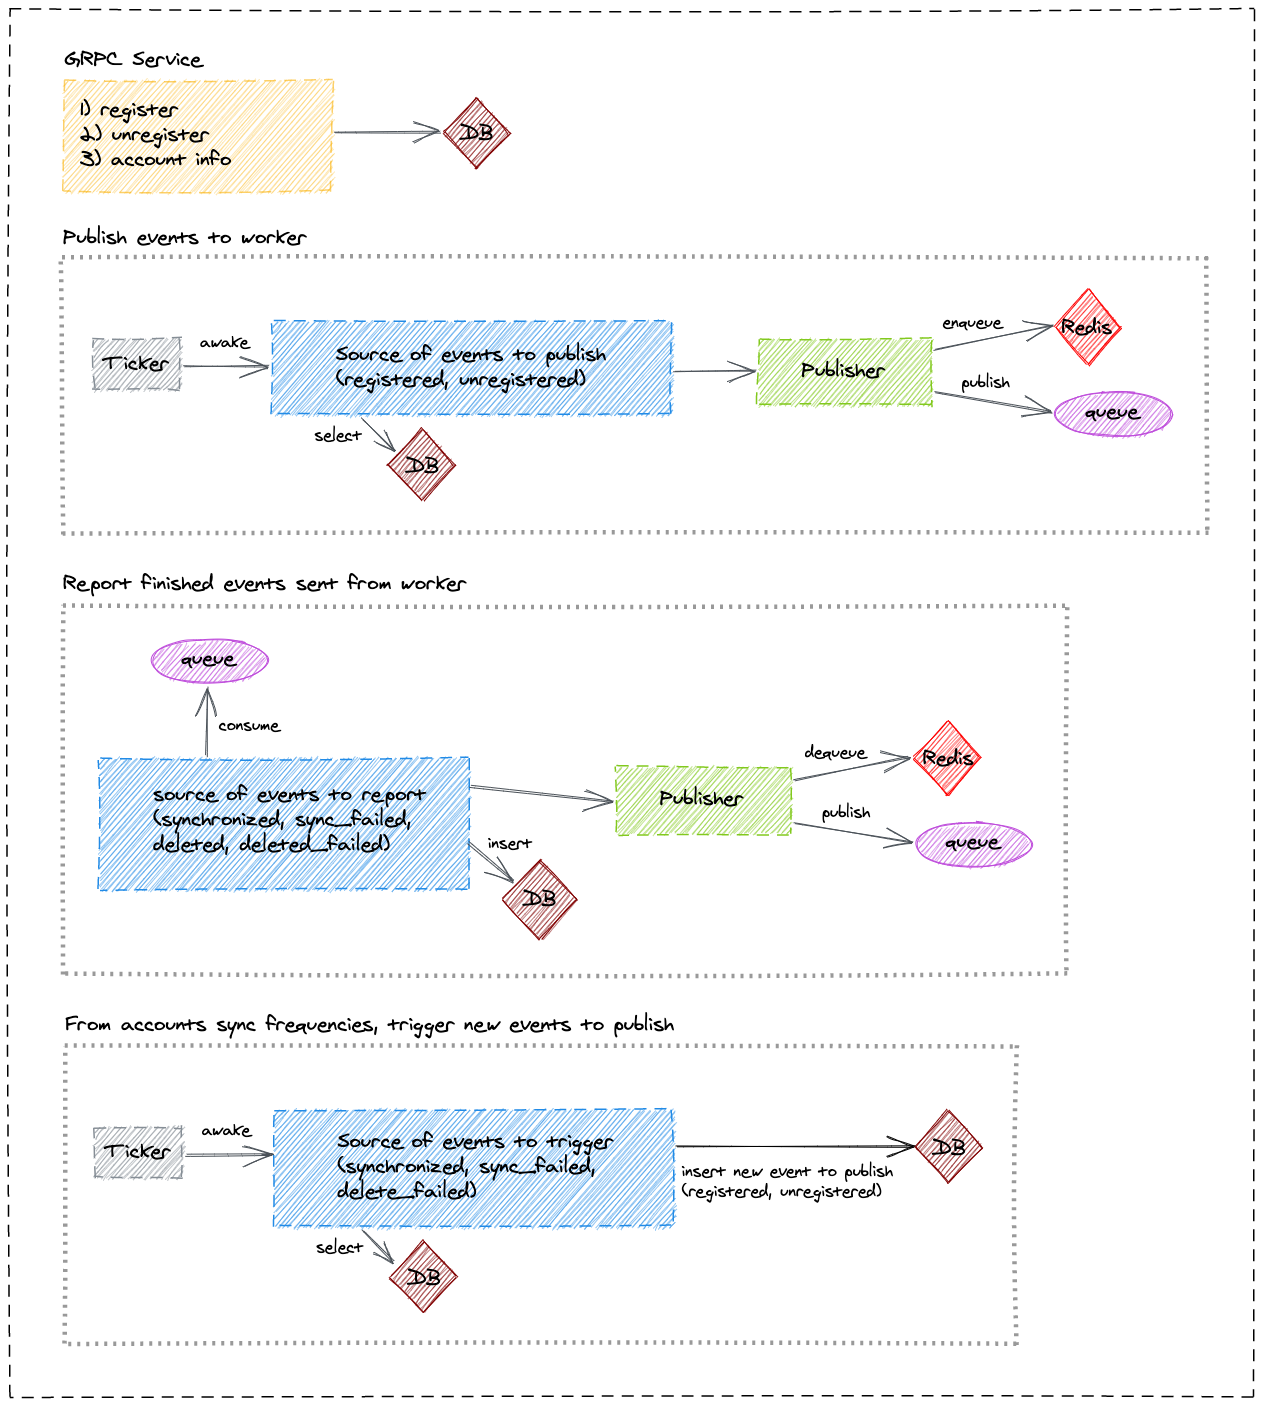 GRPC Service
1) register
2) unregister
3) account info
DB
Publish events to worker
Ticker
awake
Source of events to publish
(registered, unregistered)
select
DB
Publisher
enqueue
Redis
publish
queue
Report finished events sent from worker
queue
consume
source of events to report
(synchronized, sync_failed,
deleted, deleted_failed)
insert
DB
Publisher
dequeue
Redis
publish
queue
From accounts sync frequencies, trigger new events to publish
Ticker
awake
Source of events to trigger
(synchronized, sync_failed,
delete_failed)
select
DB
insert new event to publish
(registered, unregistered)
DB